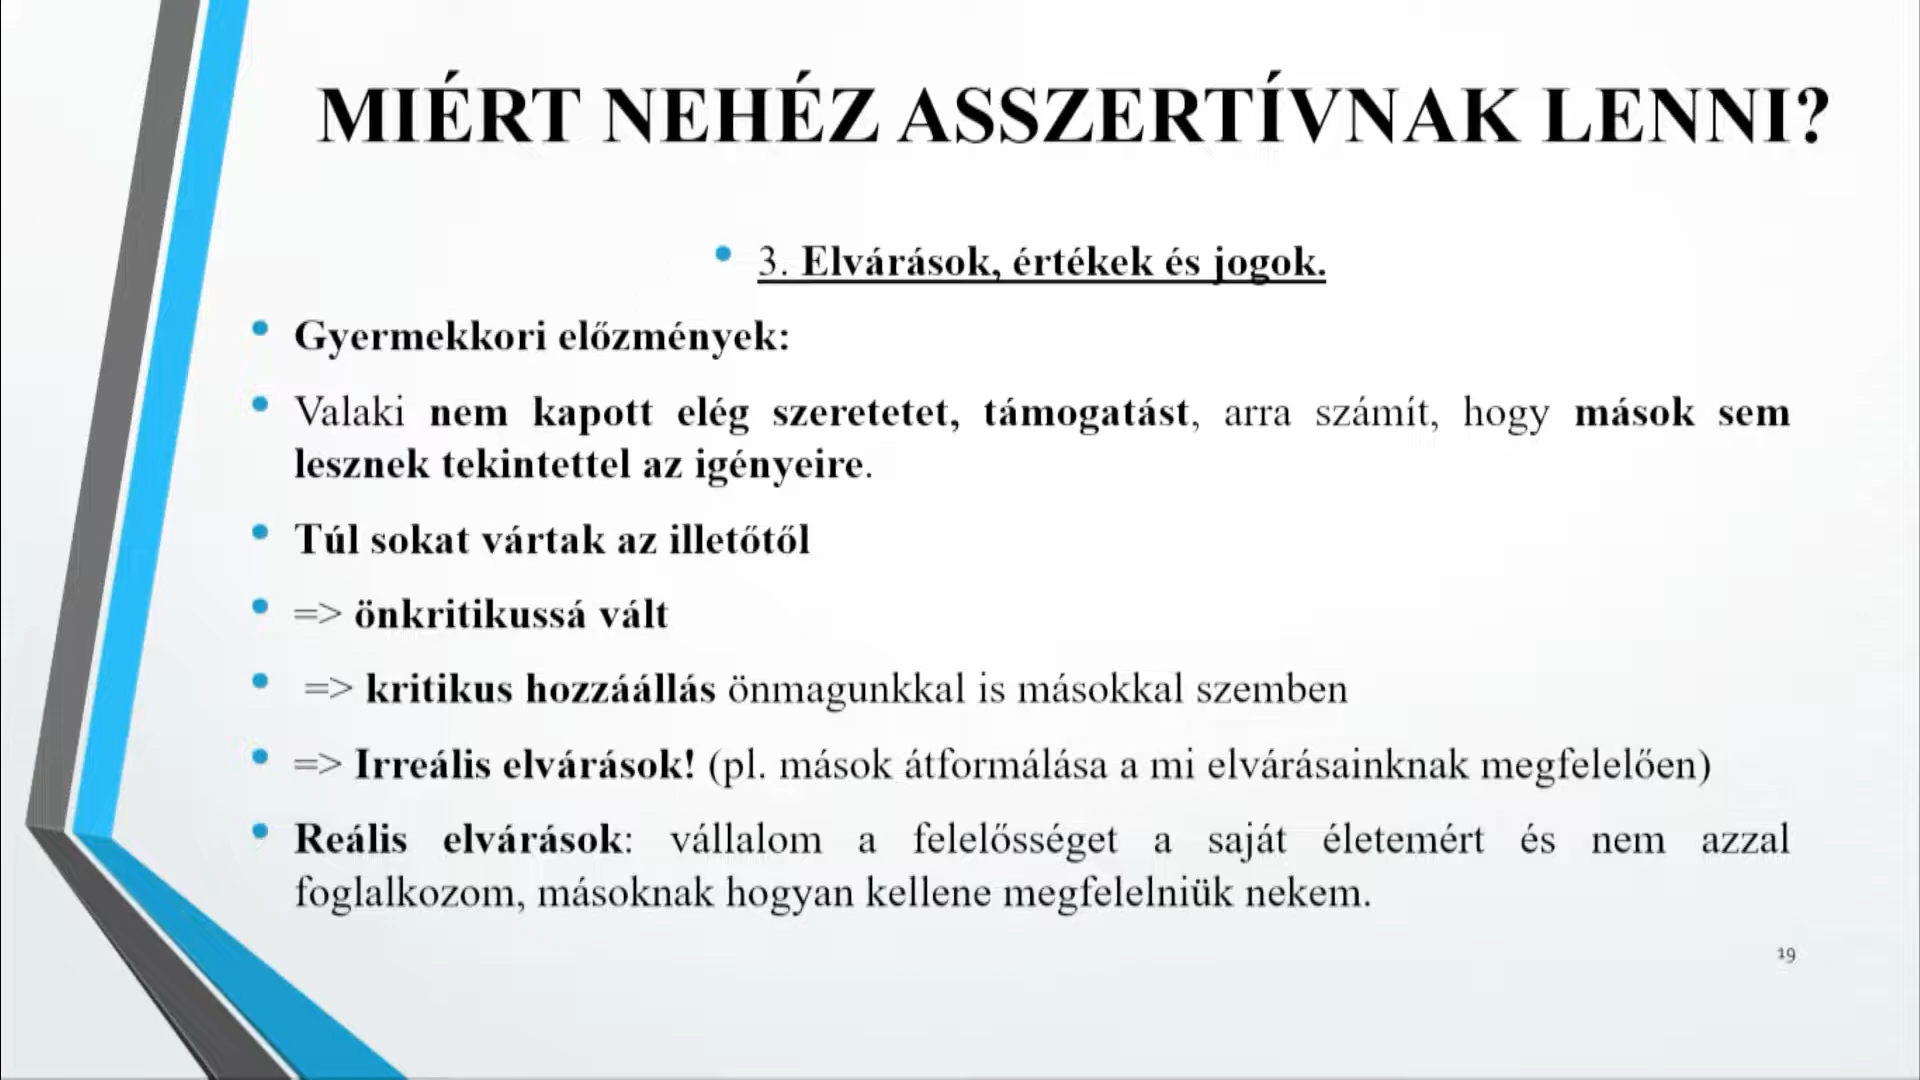 MIÉRT NEHÉZ ASSZERTÍVNAK LENNI?
• 3. Elvárások, értékek és jogok.
• Gyermekkori előzmények:
• Valaki nem kapott elég szeretetet, támogatást, arra számít, hogy mások sem
lesznek tekintettel az igényeire.
• Túl sokat vártak az illetőtől
• => önkritikussá vált
• => kritikus hozzáállás önmagunkkal is másokkal szemben
• => Irreális elvárások! (pl. mások átformálása a mi elvárásainknak megfelelően)
• Reális elvárások: vállalom a felelősséget a saját életemért és nem azzal
foglalkozom, másoknak hogyan kellene megfelelniük nekem.
19